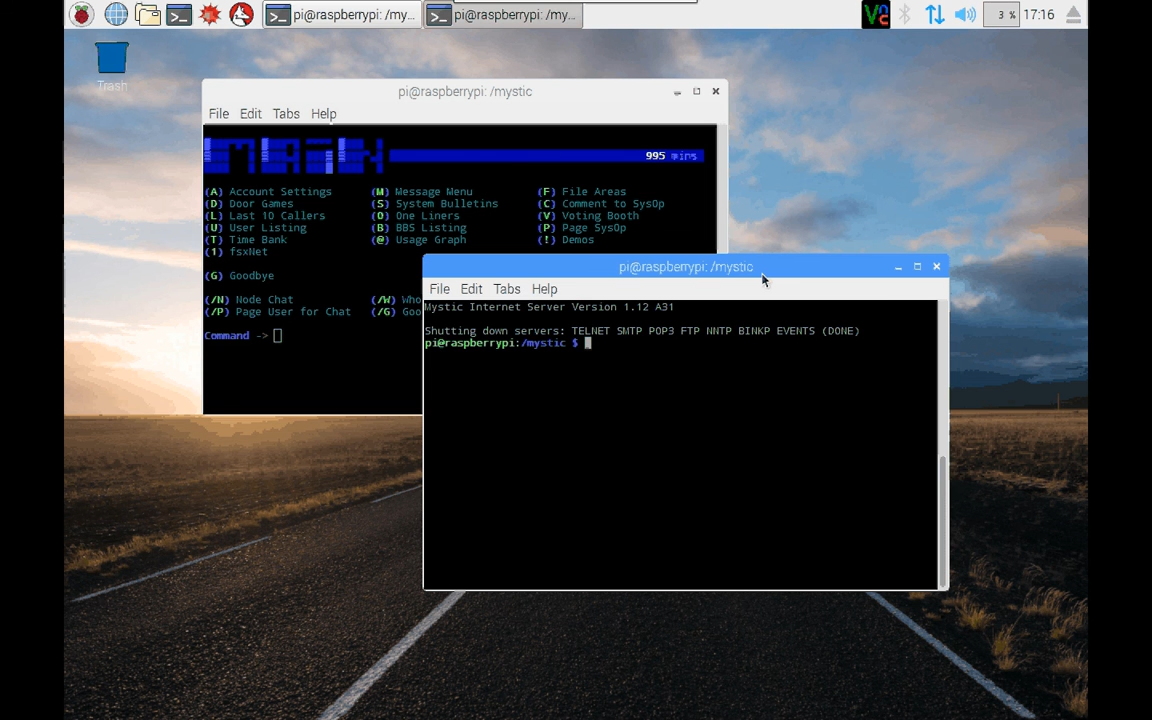 pi@raspberrypi: /my...
pi@raspberrypi: /my...
3 %
17:16
Trash
pi@raspberrypi: /mystic
File Edit Tabs Help
MAiN
995 mins
(A) Account Settings (M) Message Menu (F) File Areas
(D) Door Games (S) System Bulletins (C) Comment to SysOp
(L) Last 10 Callers (O) One Liners (V) Voting Booth
(U) User Listing (B) BBS Listing (P) Page SysOp
(T) Time Bank (@) Usage Graph (!) Demos
(1) fsxNet
(G) Goodbye
(/N) Node Chat (/W) Who
(/P) Page User for Chat (/G) Goo
Command ->
pi@raspberrypi: /mystic
File Edit Tabs Help
Mystic Internet Server Version 1.12 A31
Shutting down servers: TELNET SMTP POP3 FTP NNTP BINKP EVENTS (DONE)
pi@raspberrypi:/mystic $